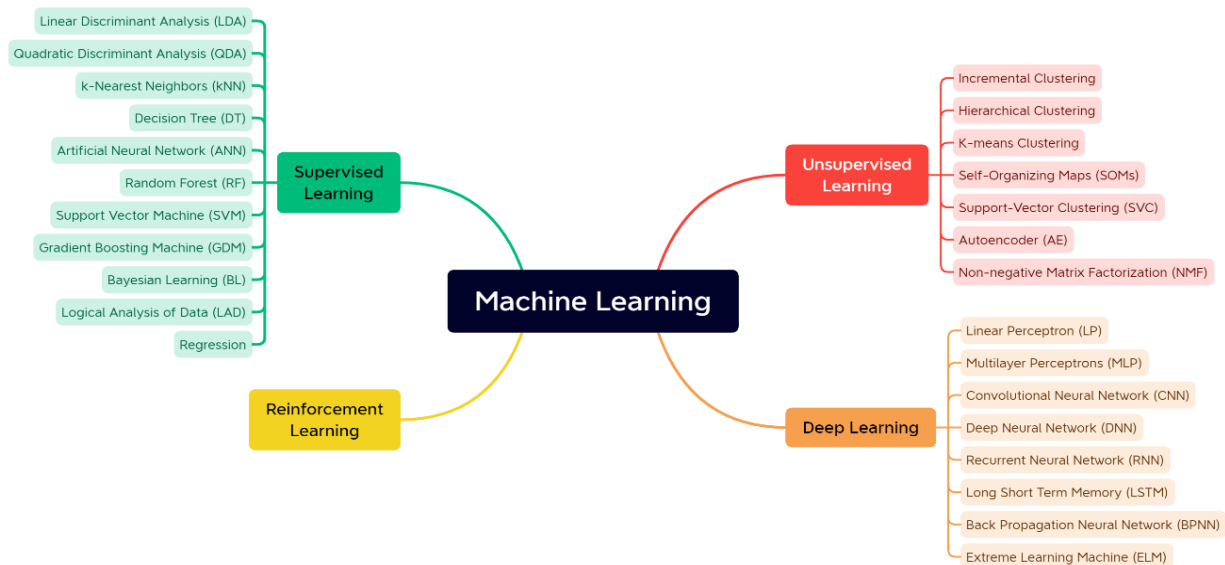 Linear Discriminant Analysis (LDA)
Quadratic Discriminant Analysis (QDA)
k-Nearest Neighbors (kNN)
Decision Tree (DT)
Artificial Neural Network (ANN)
Random Forest (RF)
Support Vector Machine (SVM)
Gradient Boosting Machine (GDM)
Bayesian Learning (BL)
Logical Analysis of Data (LAD)
Regression
Supervised
Learning
Reinforcement
Learning
Machine Learning
Unsupervised
Learning
Incremental Clustering
Hierarchical Clustering
K-means Clustering
Self-Organizing Maps (SOMs)
Support-Vector Clustering (SVC)
Autoencoder (AE)
Non-negative Matrix Factorization (NMF)
Deep Learning
Linear Perceptron (LP)
Multilayer Perceptrons (MLP)
Convolutional Neural Network (CNN)
Deep Neural Network (DNN)
Recurrent Neural Network (RNN)
Long Short Term Memory (LSTM)
Back Propagation Neural Network (BPNN)
Extreme Learning Machine (ELM)